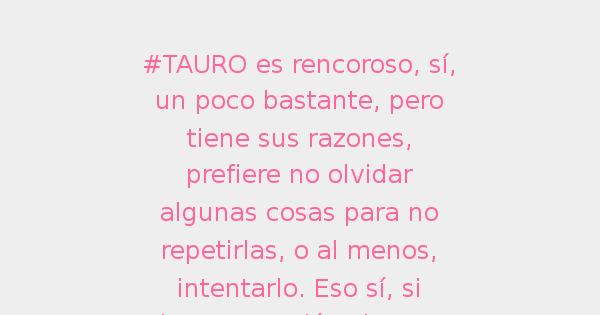 #TAURO es rencoroso, sí,
un poco bastante, pero
tiene sus razones,
prefiere no olvidar
algunas cosas para no
repetirlas, o al menos,
intentarlo. Eso sí, si